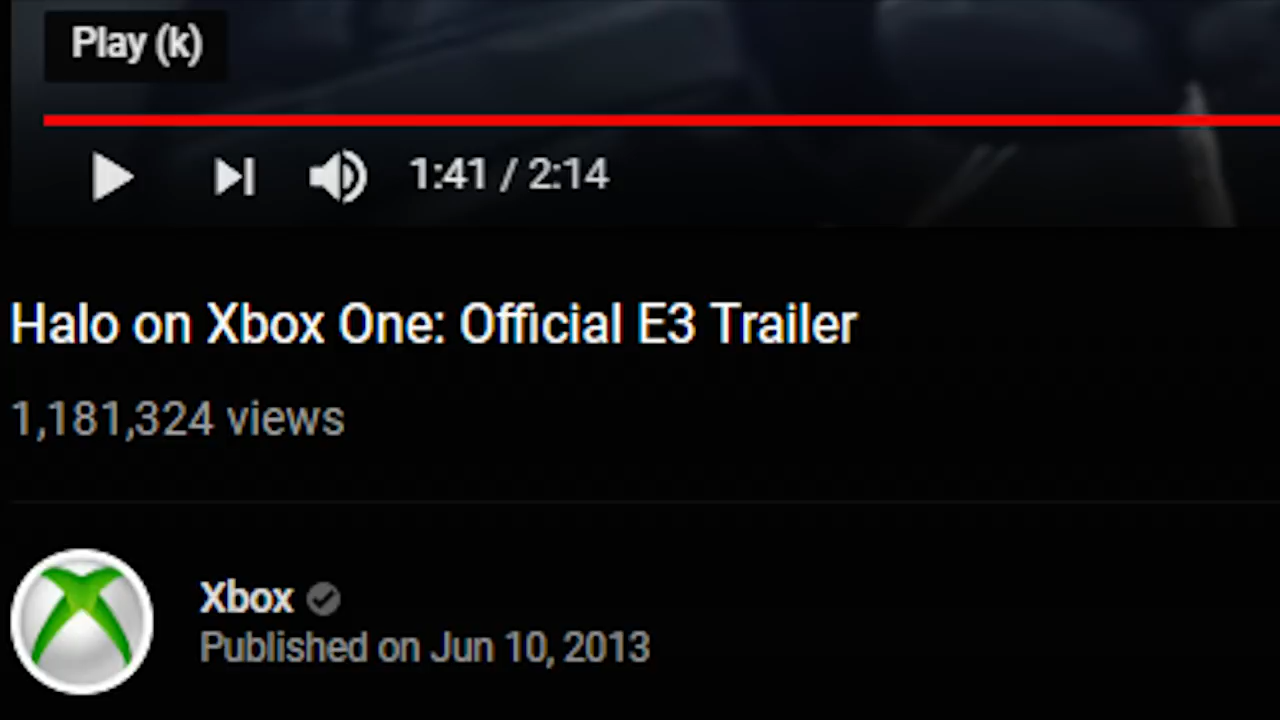 Play (k)
1:41 / 2:14
Halo on Xbox One: Official E3 Trailer
1,181,324 views
Xbox
Published on Jun 10, 2013